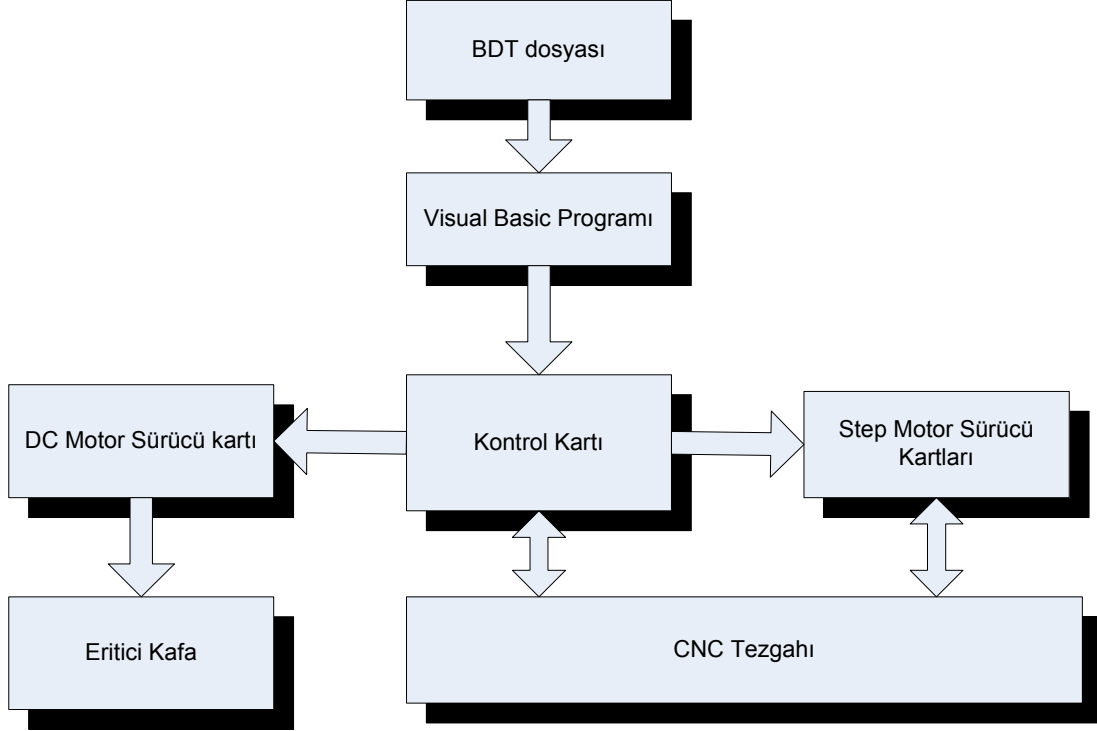 BDT dosyası
Visual Basic Programı
DC Motor Sürücü kartı
Kontrol Kartı
Step Motor Sürücü
Kartları
Eritici Kafa
CNC Tezgahı